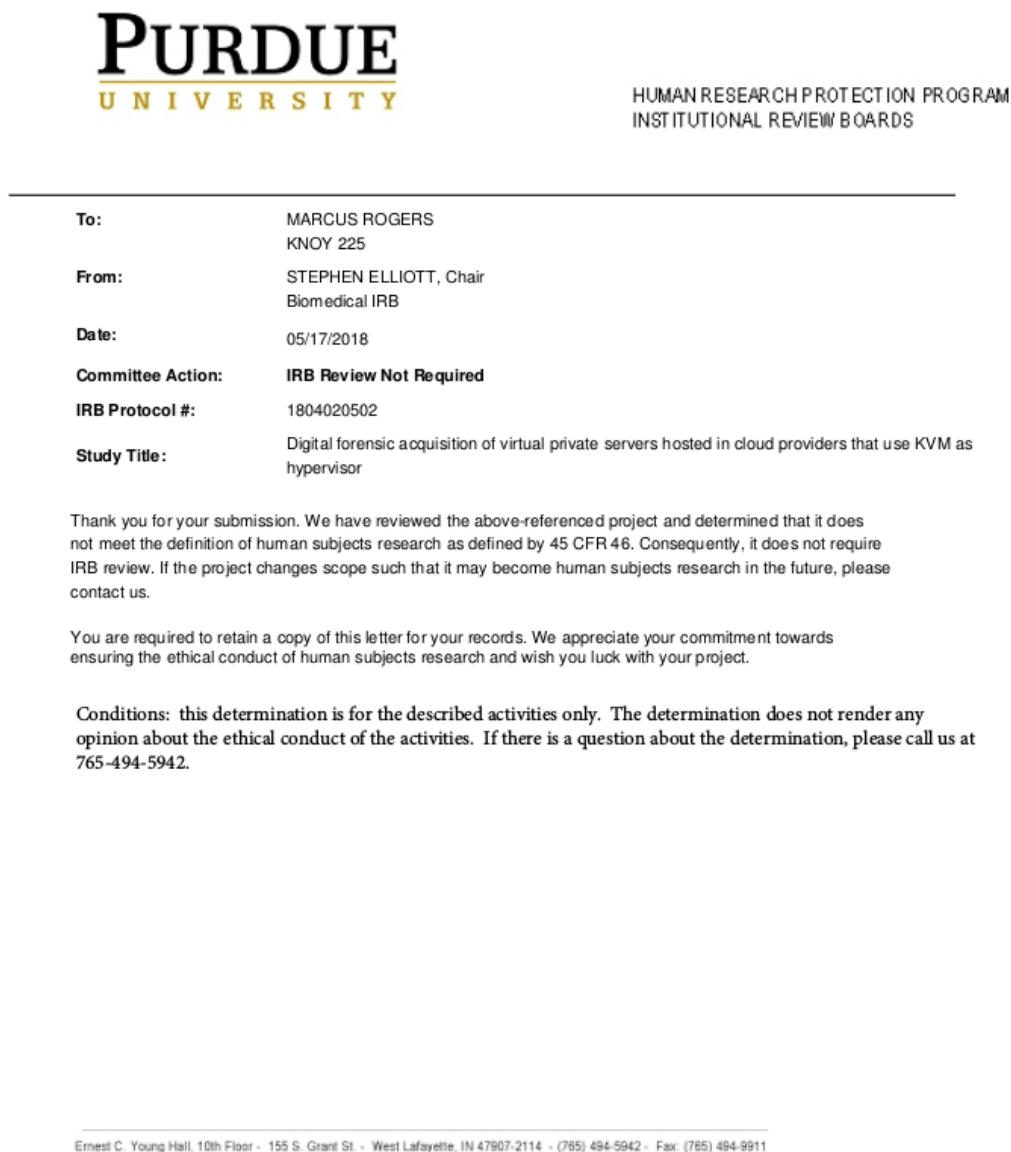 PURDUE
UNIVERSITY
HUMAN RESEARCH PROTECTION PROGRAM
INSTITUTIONAL REVIEW BOARDS
To: MARCUS ROGERS
KNOY 225
From: STEPHEN ELLIOTT, Chair
Biomedical IRB
Date: 05/17/2018
Committee Action: IRB Review Not Required
IRB Protocol #: 1804020502
Study Title: Digital forensic acquisition of virtual private servers hosted in cloud providers that use KVM as
hypervisor
Thank you for your submission. We have reviewed the above-referenced project and determined that it does
not meet the definition of human subjects research as defined by 45 CFR 46. Consequently, it does not require
IRB review. If the project changes scope such that it may become human subjects research in the future, please
contact us.
You are required to retain a copy of this letter for your records. We appreciate your commitment towards
ensuring the ethical conduct of human subjects research and wish you luck with your project.
Conditions: this determination is for the described activities only. The determination does not render any
opinion about the ethical conduct of the activities. If there is a question about the determination, please call us at
765-494-5942.
Ernest C. Young Hall, 10th Floor - 155 S. Grant St. - West Lafayette, IN 47907-2114 - (765) 494-5942 - Fax: (765) 494-9911